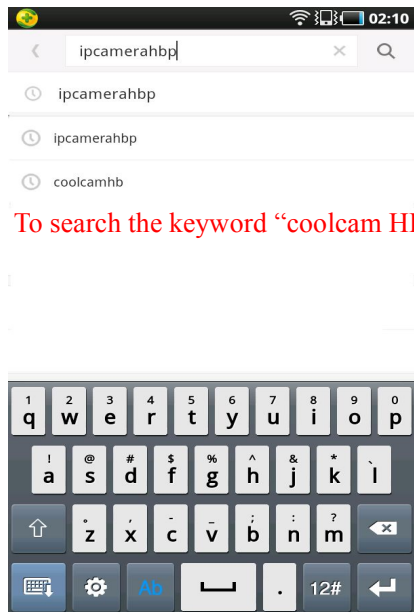 02:10
ipcamerahbp
ipcamerahbp
ipcamerahbp
coolcamhb
To search the keyword “coolcam
1 2 3 4 5 6 7 8 9 0
q w e r t y u i o p
! @ # $ % ^ & * `
a s d f g h j k l
° ′ - _ ; : ?
z x c v b n m
Ab . 12#